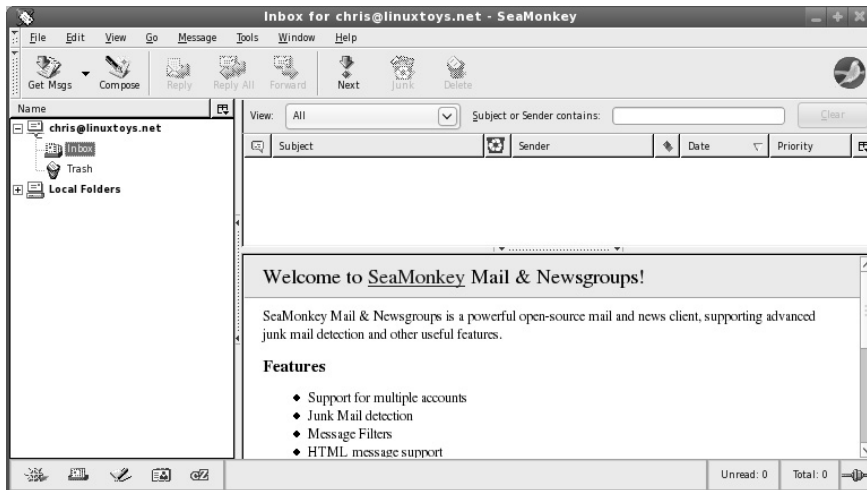 Inbox for chris@linuxtoys.net - SeaMonkey
File Edit View Go Message Tools Window Help
Get Msgs Compose Reply Reply All Forward Next Junk Delete
Name
chris@linuxtoys.net
Inbox
Trash
Local Folders
View: All Subject or Sender contains: Clear
Subject Sender Date Priority
Welcome to SeaMonkey Mail & Newsgroups!
SeaMonkey Mail & Newsgroups is a powerful open-source mail and news client, supporting advanced
junk mail detection and other useful features.
Features
Support for multiple accounts
Junk Mail detection
Message Filters
HTML message support
cZ Unread: 0 Total: 0